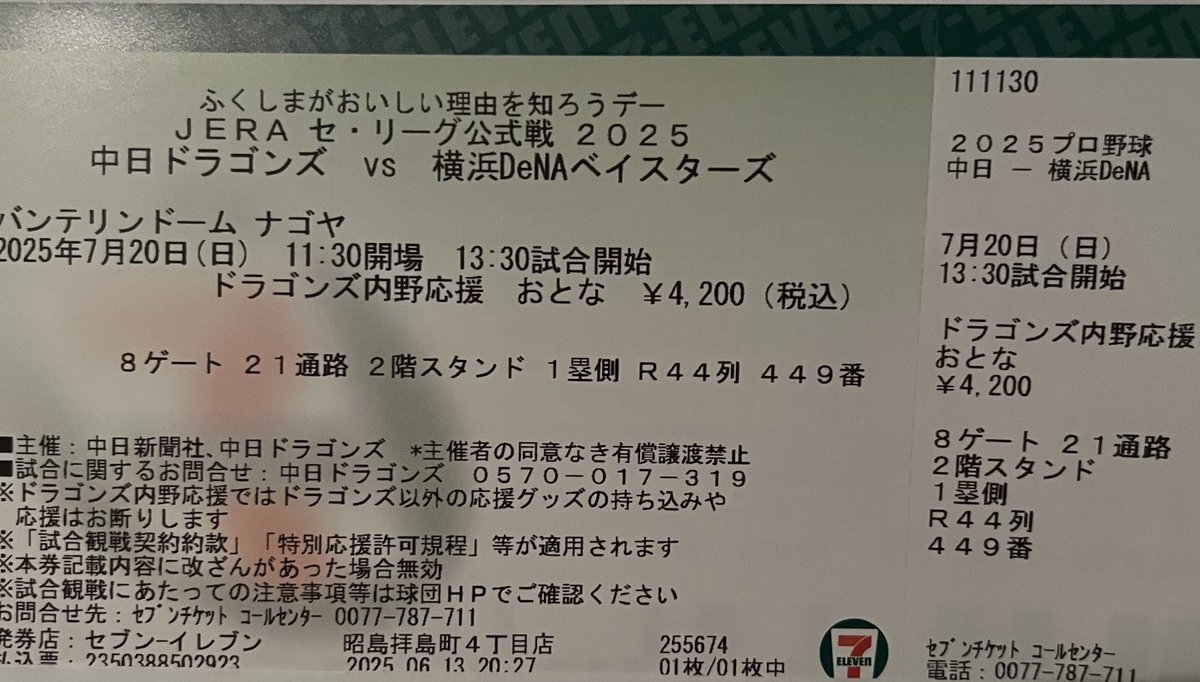 ふくしまがおいしい理由を知ろうデー
ＪＥＲＡ セ・リーグ公式戦 ２０２５
中日ドラゴンズ vs 横浜DeNAベイスターズ
バンテリンドーム ナゴヤ
2025年7月20日(日) 11:30開場 13:30試合開始
ドラゴンズ内野応援 おとな ￥4,200（税込）
８ゲート ２１通路 ２階スタンド １塁側 Ｒ４４列 ４４９番
■主催：中日新聞社、中日ドラゴンズ *主催者の同意なき有償譲渡禁止
■試合に関するお問合せ：中日ドラゴンズ ０５７０－０１７－３１９
※ドラゴンズ内野応援ではドラゴンズ以外の応援グッズの持ち込みや
応援はお断りします
※「試合観戦契約約款」「特別応援許可規程」等が適用されます
※本券記載内容に改ざんがあった場合無効
※試合観戦にあたっての注意事項等は球団ＨＰでご確認ください
お問合せ先：ｾﾌﾞﾝﾁｹｯﾄ ｺｰﾙｾﾝﾀｰ 0077-787-711
発券店：セブン-イレブン 昭島拝島町４丁目店 255674
払込票：2350388502923 2025.06.13 20:27 01枚/01枚中
7
ELEVEN
111130
２０２５プロ野球
中日 － 横浜DeNA
7月20日（日）
13:30試合開始
ドラゴンズ内野応援
おとな
￥4,200
８ゲート ２１通路
２階スタンド
１塁側
Ｒ４４列
４４９番
ｾﾌﾞﾝﾁｹｯﾄ ｺｰﾙｾﾝﾀｰ
電話：0077-787-711